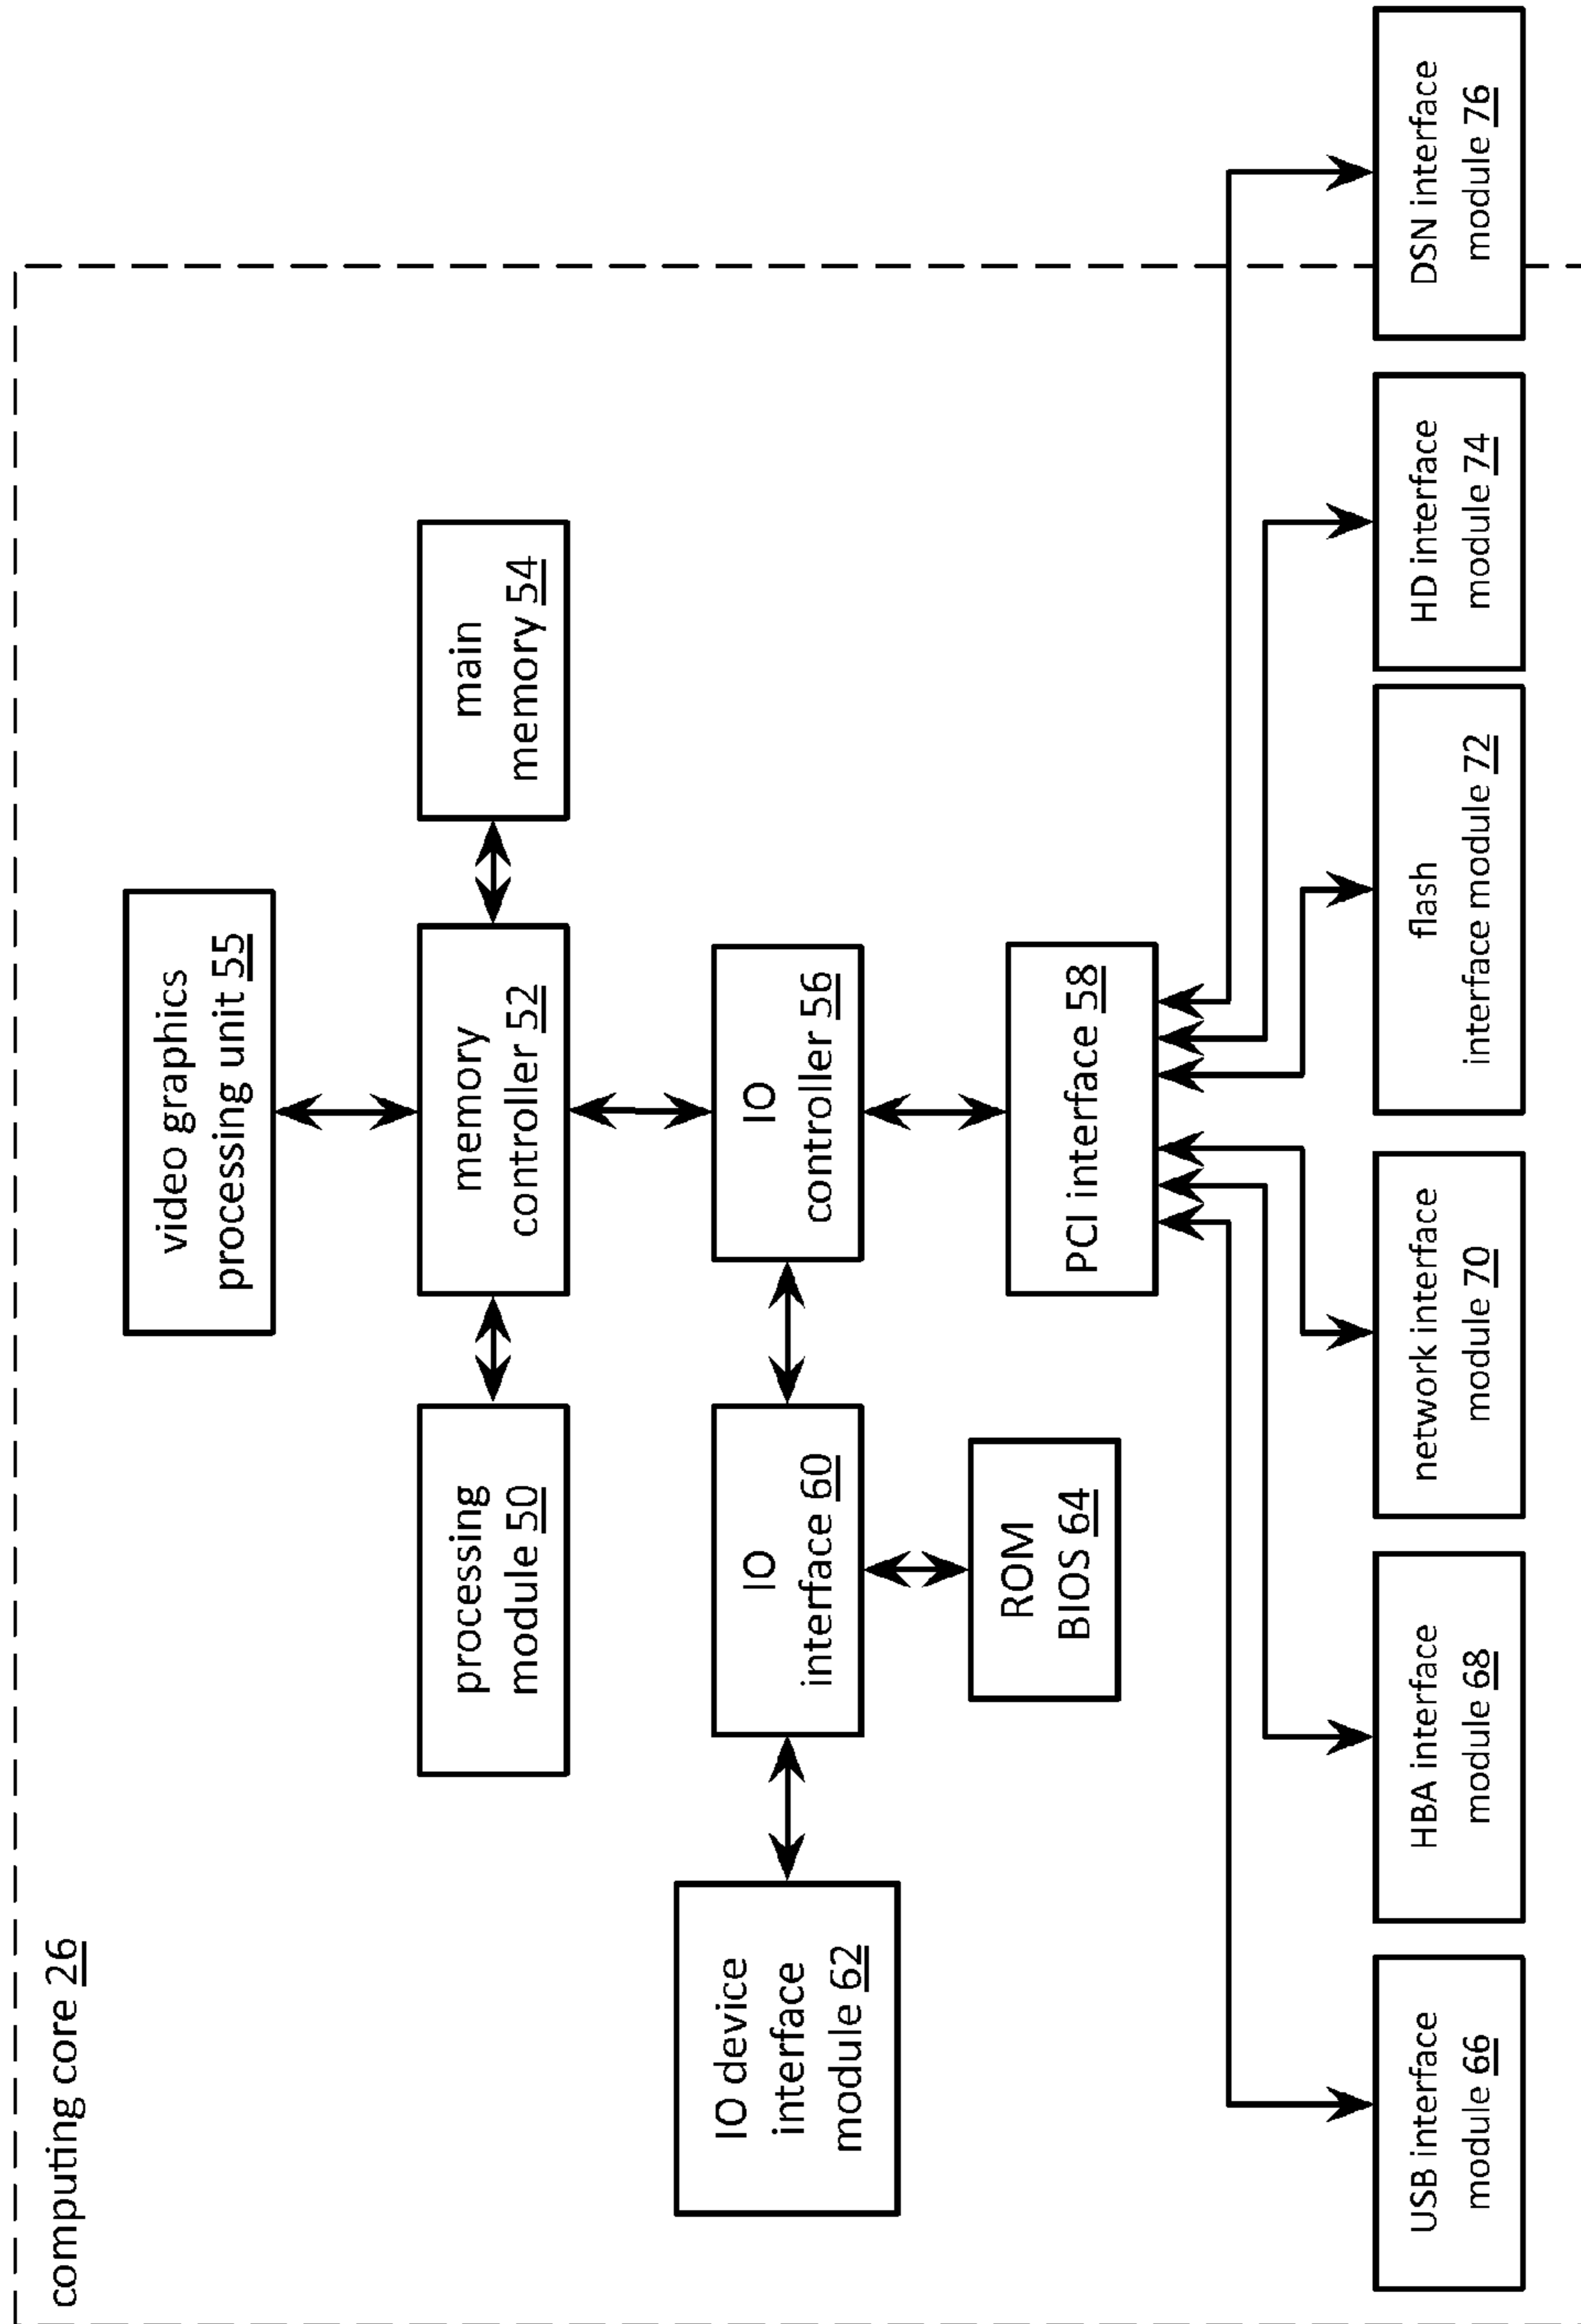 computing core 26
video graphics
processing unit 55
processing
module 50
memory
controller 52
main
memory 54
IO device
interface
module 62
IO
interface 60
IO
controller 56
ROM
BIOS 64
PCI interface 58
USB interface
module 66
HBA interface
module 68
network interface
module 70
flash
interface module 72
HD interface
module 74
DSN interface
module 76